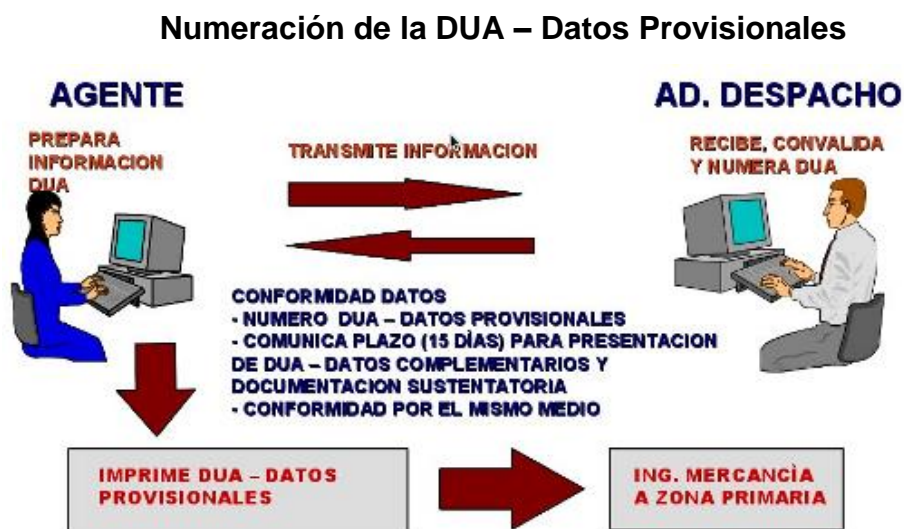 Numeración de la DUA – Datos Provisionales
AGENTE
AD. DESPACHO
PREPARA
INFORMACION
DUA
TRANSMITE INFORMACION
RECIBE, CONVALIDA
Y NUMERA DUA
CONFORMIDAD DATOS
- NUMERO DUA – DATOS PROVISIONALES
- COMUNICA PLAZO (15 DÌAS) PARA PRESENTACION
DE DUA – DATOS COMPLEMENTARIOS Y
DOCUMENTACION SUSTENTATORIA
- CONFORMIDAD POR EL MISMO MEDIO
IMPRIME DUA – DATOS
PROVISIONALES
ING. MERCANCÌA
A ZONA PRIMARIA